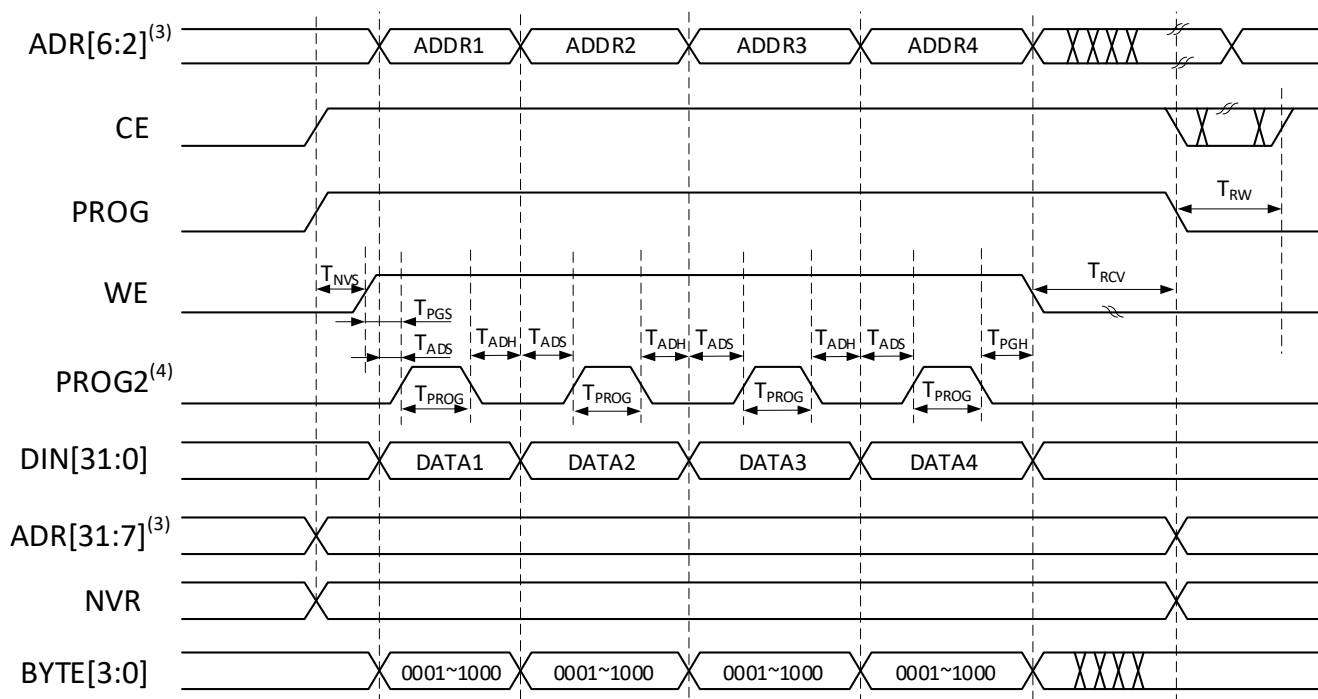 ADR[6:2](3) ADDR1 ADDR2 ADDR3 ADDR4
CE
PROG TRW
WE TNVS TRCV
TPGS
TADS TADH TADS TADH TADS TADH TADS TPGH
PROG2(4) TPROG TPROG TPROG TPROG
DIN[31:0] DATA1 DATA2 DATA3 DATA4
ADR[31:7](3)
NVR
BYTE[3:0] 0001~1000 0001~1000 0001~1000 0001~1000